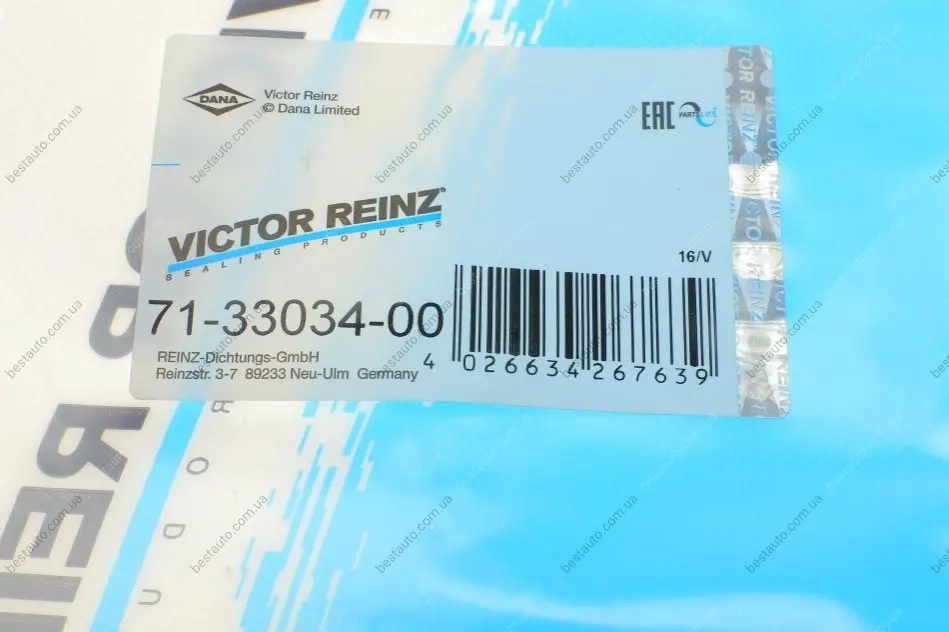 DANA
Victor Reinz
© Dana Limited
EAC
PARTSLIFE
VICTOR REINZ®
SEALING PRODUCTS
16/V
71-33034-00
REINZ-Dichtungs-GmbH
Reinzstr. 3-7 89233 Neu-Ulm Germany
4 026634 267639
bestauto.com.ua